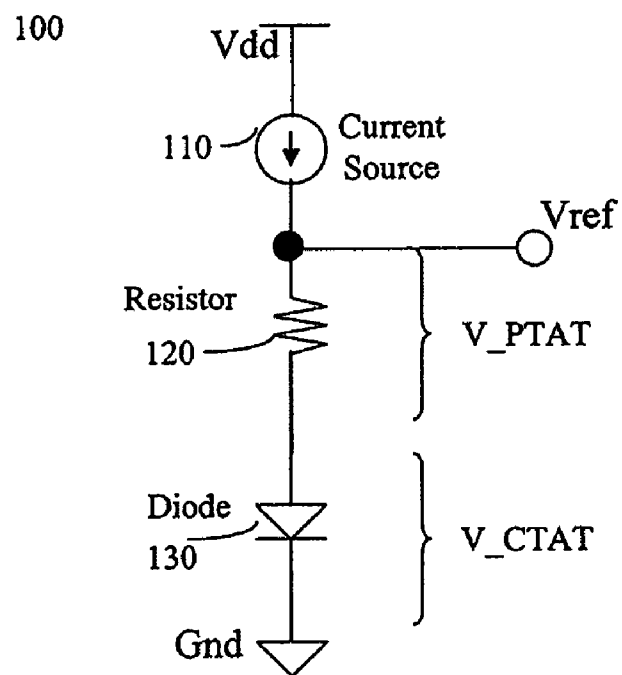 100
Vdd
110
Current
Source
Vref
Resistor
120
V_PTAT
Diode
130
V_CTAT
Gnd